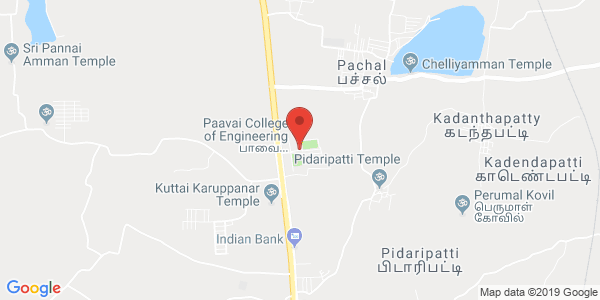 Sri Pannai
Amman Temple
Pachal
பச்சல்
Chelliyamman Temple
Paavai College
of Engineering
பாவை...
Kadanthapatty
கடந்தபட்டி
Pidaripatti Temple
Kadendapatti
காடெண்டபட்டி
Kuttai Karuppanar
Temple
Perumal Kovil
பெருமாள்
கோவில்
Indian Bank
Pidaripatti
பிடாரிபட்டி
Google
Map data ©2019 Google